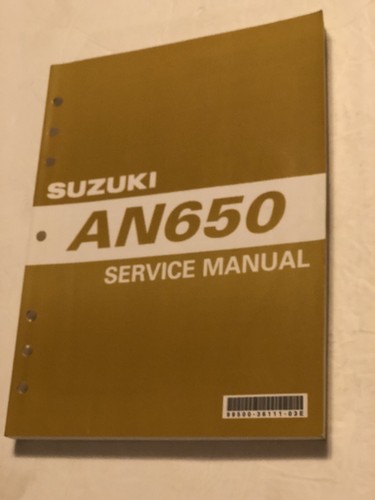 SUZUKI
AN650
SERVICE MANUAL
99500-36111-03E